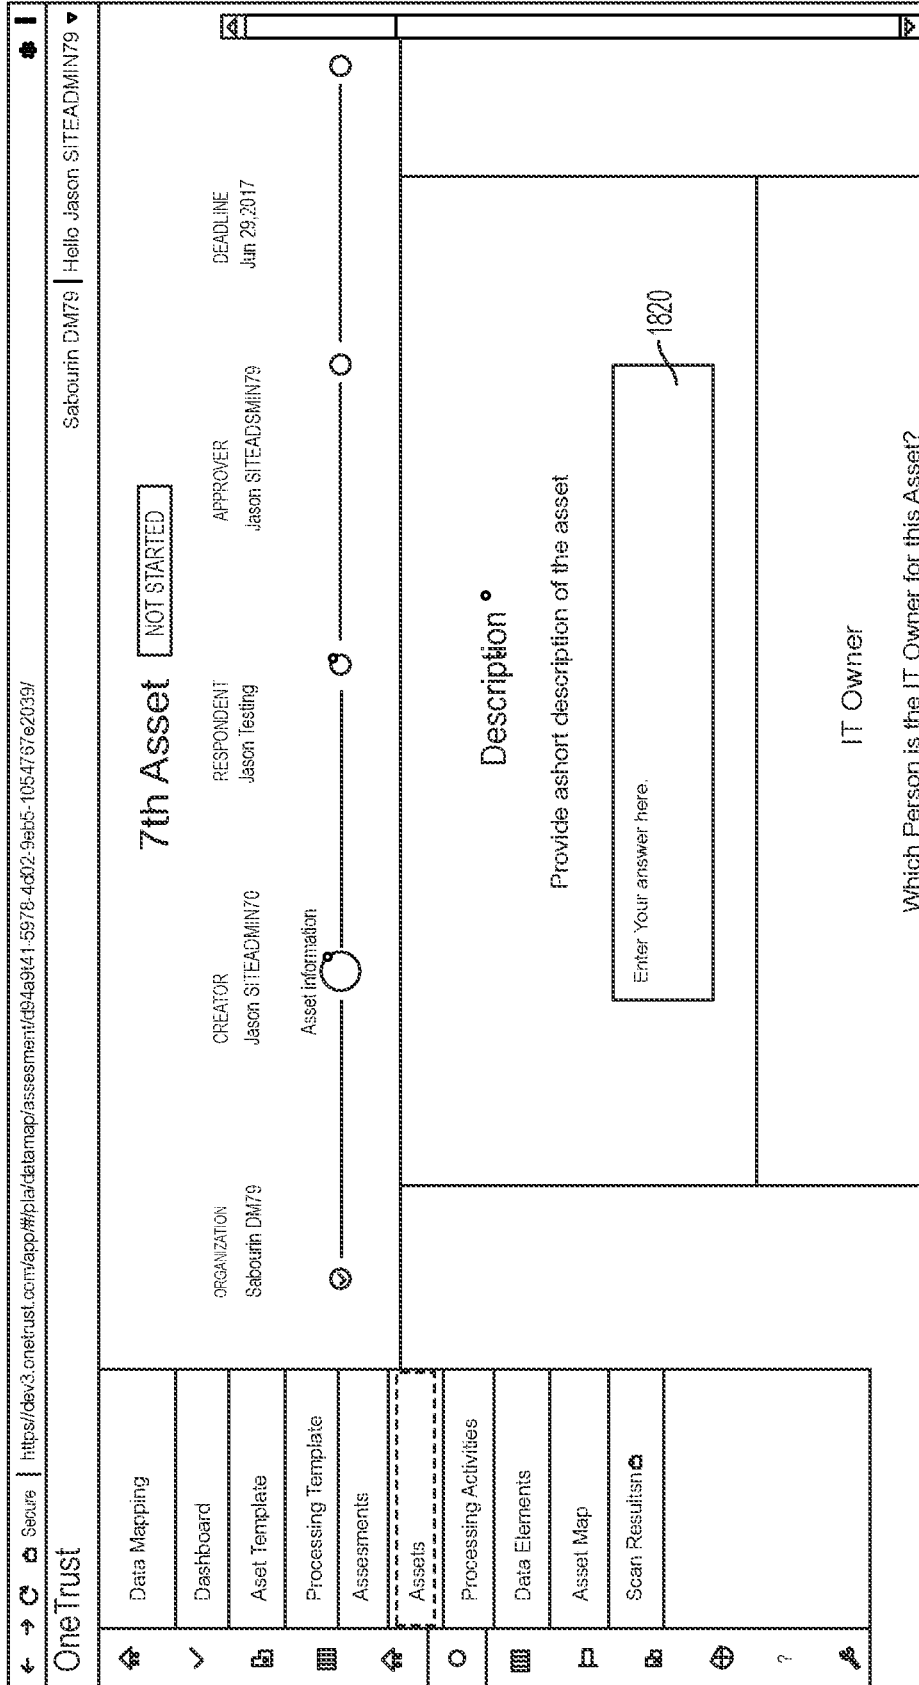 Secure | https//dev3.onetrust.com/app/#/pla/datamap/assesment/d94a9f41-5978-4d02-9eb5-1054767e2039/
OneTrust
Sabourin DM79 | Hello Jason SITEADMIN79
Data Mapping
Dashboard
Aset Template
Processing Template
Assesments
Assets
Processing Activities
Data Elements
Asset Map
Scan Resultsn
?
7th Asset NOT STARTED
ORGANIZATION CREATOR RESPONDENT APPROVER DEADLINE
Sabourin DM79 Jason SITEADMIN70 Jason Testing Jason SITEADSMIN79 Jun 29,2017
Asset Information
Description
Provide ashort description of the asset
Enter Your answer here.
1820
IT Owner
Which Person is the IT Owner for this Asset?